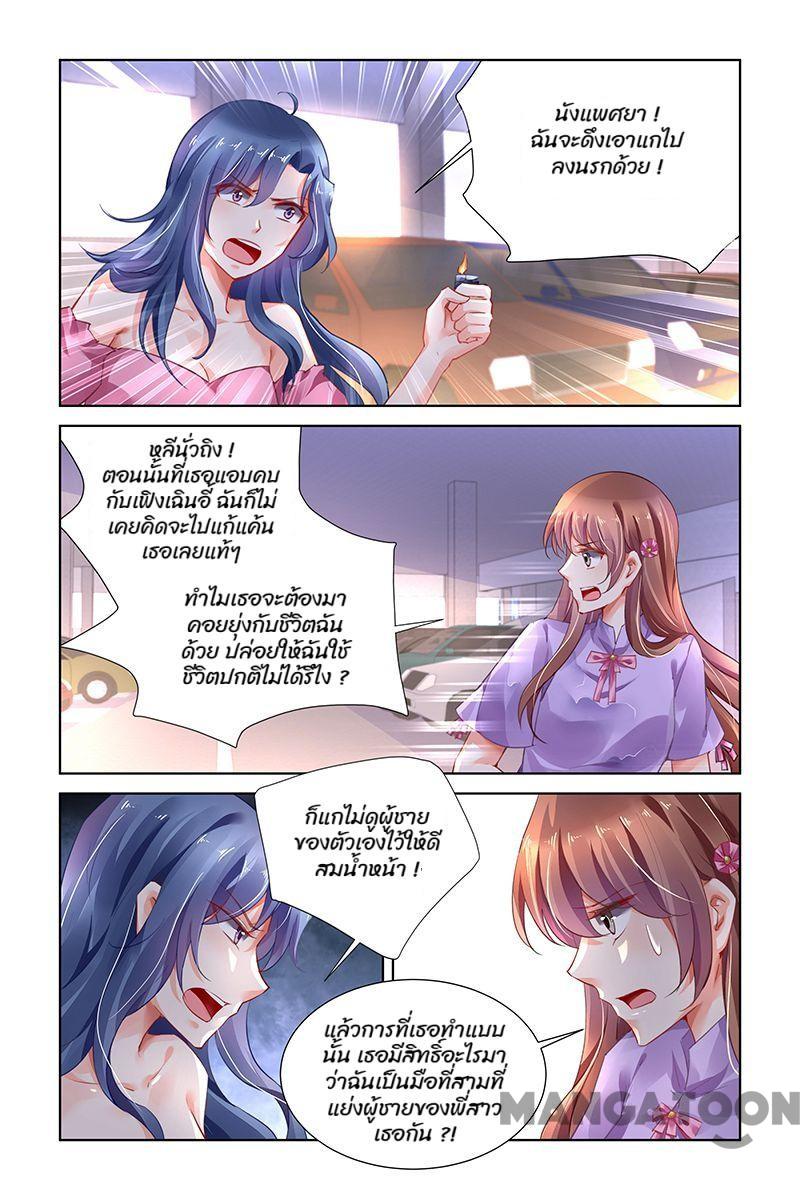 นังแพศยา !
ฉันจะดึงเอาแกไป
ลงนรกด้วย !
หลีนั่วถิง !
ตอนนั้นที่เธอแอบคบ
กับเฟิงเฉินอี้ ฉันก็ไม่
เคยคิดจะไปแก้แค้น
เธอเลยแท้ๆ
ทำไมเธอจะต้องมา
คอยยุ่งกับชีวิตฉัน
ด้วย ปล่อยให้ฉันใช้
ชีวิตปกติไม่ได้รึไง ?
ก็แกไม่ดูผู้ชาย
ของตัวเองไว้ให้ดี
สมน้ำหน้า !
แล้วการที่เธอทำแบบ
นั้น เธอมีสิทธิ์อะไรมา
ว่าฉันเป็นมือที่สามที่
แย่งผู้ชายของพี่สาว
เธอกัน ?!
MANGATOON